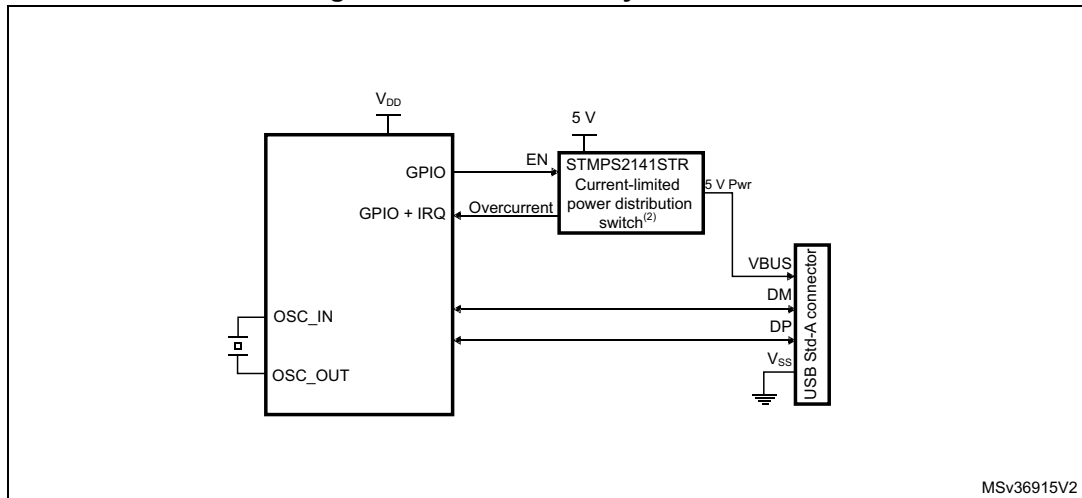 V_DD
5 V
GPIO
EN
STMPS2141STR
Current-limited
power distribution
switch(2)
5 V Pwr
GPIO + IRQ
Overcurrent
VBUS
DM
DP
V_SS
USB Std-A connector
OSC_IN
OSC_OUT
MSv36915V2